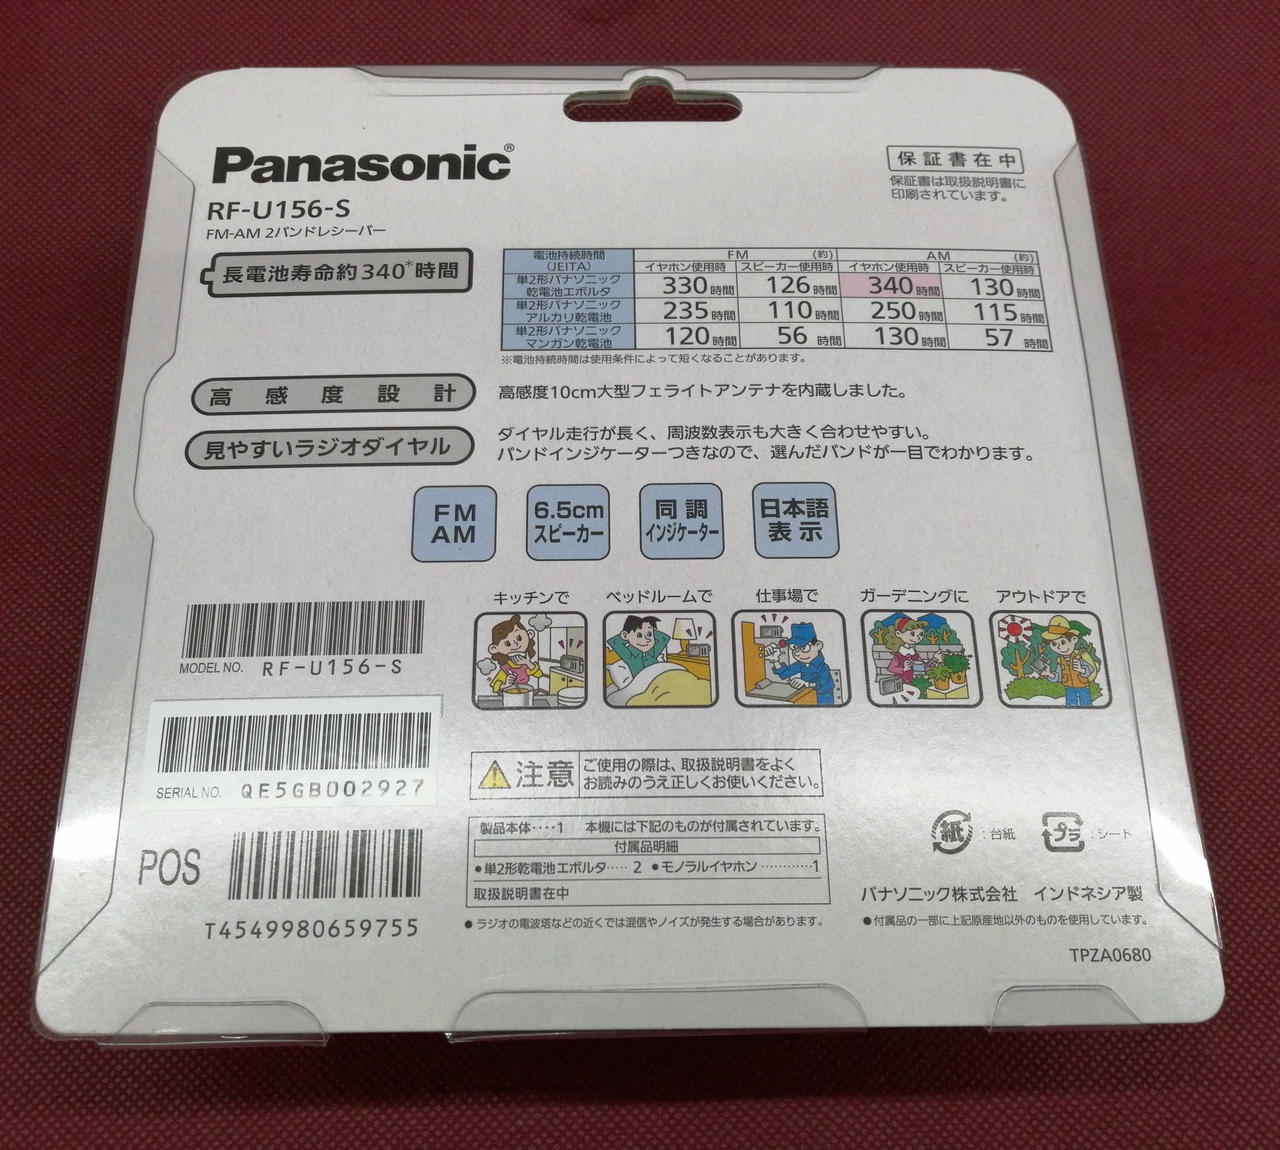 Panasonic®
RF-U156-S
FM-AM 2バンドレシーバー
保証書在中
保証書は取扱説明書に
印刷されています。
長電池寿命約340*時間
電池持続時間 (JEITA) FM (約) AM (約)
イヤホン使用時 スピーカー使用時 イヤホン使用時 スピーカー使用時
単2形パナソニック 乾電池エボルタ 330時間 126時間 340時間 130時間
単2形パナソニック アルカリ乾電池 235時間 110時間 250時間 115時間
単2形パナソニック マンガン乾電池 120時間 56時間 130時間 57時間
※電池持続時間は使用条件によって短くなることがあります。
高感度設計
高感度10cm大型フェライトアンテナを内蔵しました。
見やすいラジオダイヤル
ダイヤル走行が長く、周波数表示も大きく合わせやすい。
バンドインジケーターつきなので、選んだバンドが一目でわかります。
FM AM
6.5cm スピーカー
同調 インジケーター
日本語 表示
キッチンで
ベッドルームで
仕事場で
ガーデニングに
アウトドアで
MODEL NO. RF-U156-S
SERIAL NO. QE5GB002927
POS
T4549980659755
注意
ご使用の際は、取扱説明書をよく
お読みのうえ正しくお使いください。
製品本体‥‥1 本機には下記のものが付属されています。
付属品明細
●単2形乾電池エボルタ‥‥2 ●モノラルイヤホン‥‥‥‥1
取扱説明書在中
●ラジオの電波塔などの近くでは混信やノイズが発生する場合があります。
紙 :台紙
プラ :シート
パナソニック株式会社 インドネシア製
●付属品の一部に上記原産地以外のものを使用しています。
TPZA0680